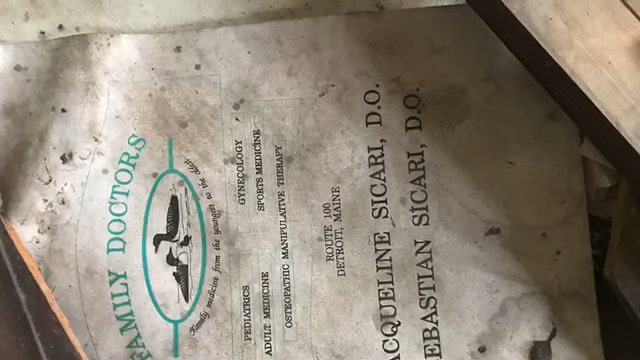 FAMILY DOCTORS
Family medicine from the youngest to the oldest.
PEDIATRICS GYNECOLOGY
ADULT MEDICINE SPORTS MEDICINE
OSTEOPATHIC MANIPULATIVE THERAPY
ROUTE 100
DETROIT, MAINE
ACQUELINE SICARI, D.O.
EBASTIAN SICARI, D.O.